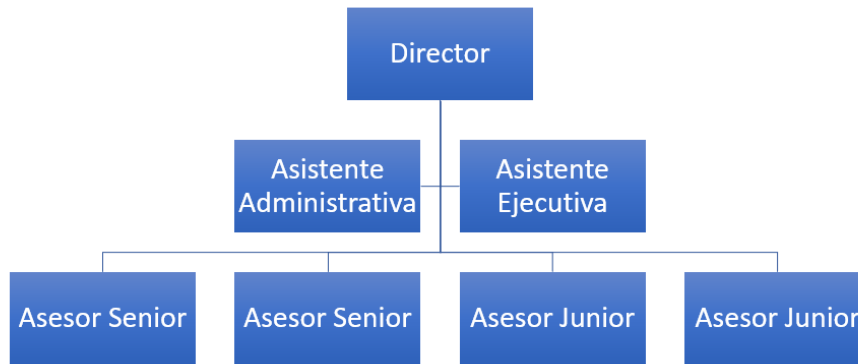 Director
Asistente
Administrativa
Asistente
Ejecutiva
Asesor Senior
Asesor Senior
Asesor Junior
Asesor Junior